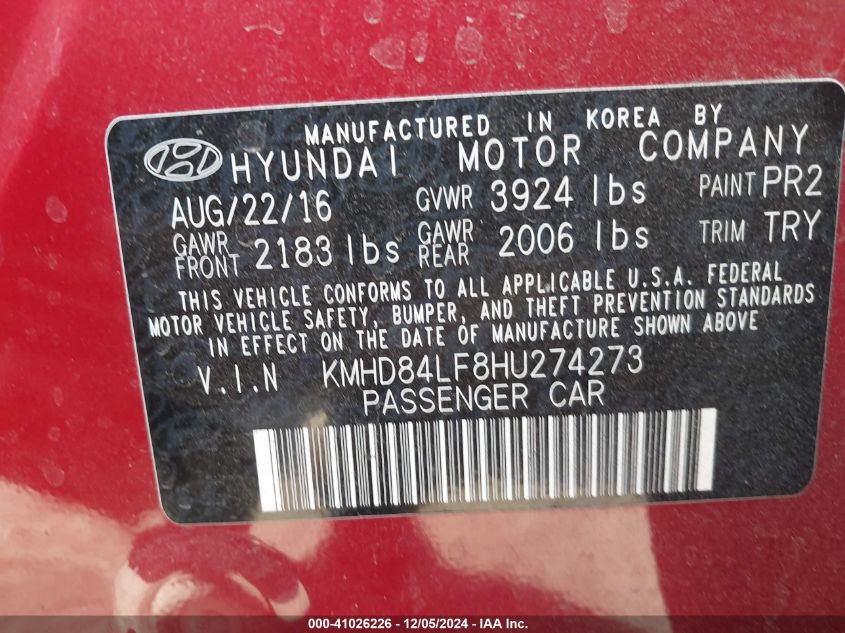 MANUFACTURED IN KOREA BY
HYUNDAI MOTOR COMPANY
AUG/22/16 GVWR 3924 lbs PAINT PR2
GAWR FRONT 2183 lbs GAWR REAR 2006 lbs TRIM TRY
THIS VEHICLE CONFORMS TO ALL APPLICABLE U.S.A. FEDERAL
MOTOR VEHICLE SAFETY, BUMPER, AND THEFT PREVENTION STANDARDS
IN EFFECT ON THE DATE OF MANUFACTURE SHOWN ABOVE
V.I.N KMHD84LF8HU274273
PASSENGER CAR
000-41026226 - 12/05/2024 - IAA Inc.